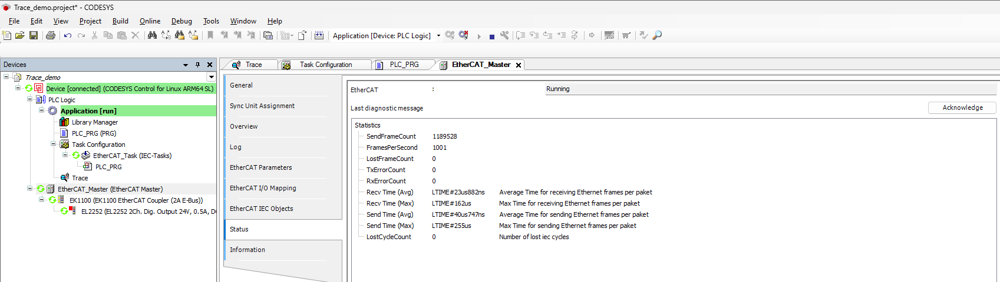 Trace_demo.project* - CODESYS
File Edit View Project Build Online Debug Tools Window Help
Application [Device: PLC Logic]
Devices
Trace_demo
Device [connected] (CODESYS Control for Linux ARM64 SL)
PLC Logic
Application [run]
Library Manager
PLC_PRG (PRG)
Task Configuration
EtherCAT_Task (IEC-Tasks)
PLC_PRG
Trace
EtherCAT_Master (EtherCAT Master)
EK1100 (EK1100 EtherCAT Coupler (2A E-Bus))
EL2252 (EL2252 2Ch. Dig. Output 24V, 0.5A, D
Trace Task Configuration PLC_PRG EtherCAT_Master
General
Sync Unit Assignment
Overview
Log
EtherCAT Parameters
EtherCAT I/O Mapping
EtherCAT IEC Objects
Status
Information
EtherCAT : Running
Last diagnostic message Acknowledge
Statistics
SendFrameCount 1189528
FramesPerSecond 1001
LostFrameCount 0
TxErrorCount 0
RxErrorCount 0
Recv Time (Avg) LTIME#23us882ns Average Time for receiving Ethernet frames per paket
Recv Time (Max) LTIME#162us Max Time for receiving Ethernet frames per paket
Send Time (Avg) LTIME#40us747ns Average Time for sending Ethernet frames per paket
Send Time (Max) LTIME#255us Max Time for sending Ethernet frames per paket
LostCycleCount 0 Number of lost iec cycles